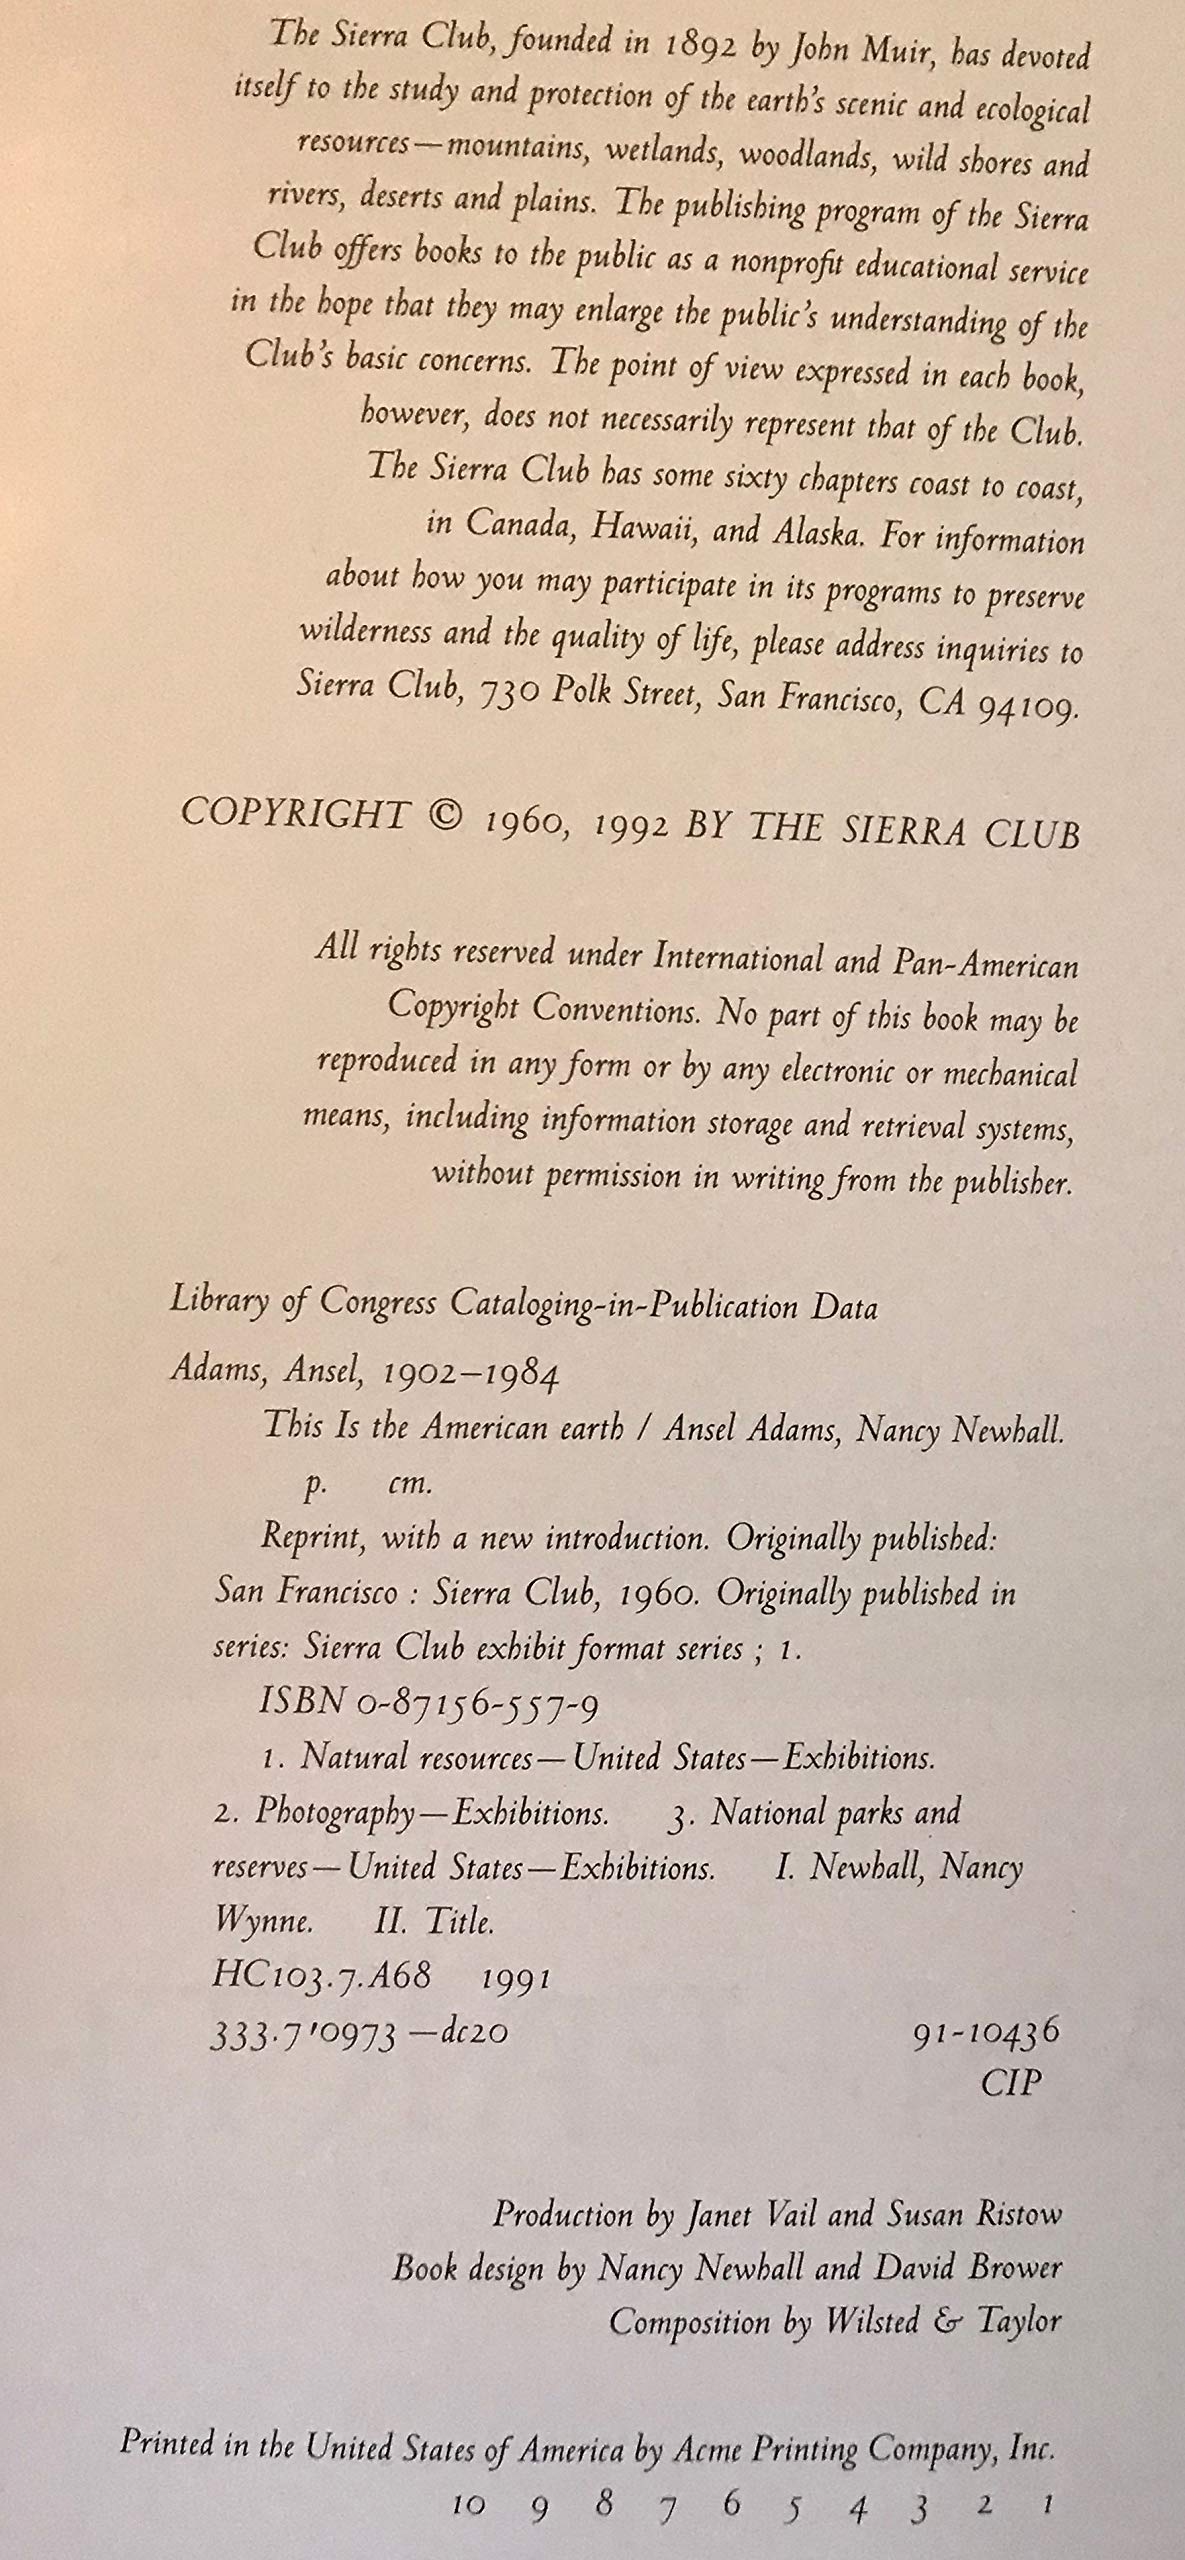 The Sierra Club, founded in 1892 by John Muir, has devoted
itself to the study and protection of the earth's scenic and ecological
resources—mountains, wetlands, woodlands, wild shores and
rivers, deserts and plains. The publishing program of the Sierra
Club offers books to the public as a nonprofit educational service
in the hope that they may enlarge the public's understanding of the
Club's basic concerns. The point of view expressed in each book,
however, does not necessarily represent that of the Club.
The Sierra Club has some sixty chapters coast to coast,
in Canada, Hawaii, and Alaska. For information
about how you may participate in its programs to preserve
wilderness and the quality of life, please address inquiries to
Sierra Club, 730 Polk Street, San Francisco, CA 94109.
COPYRIGHT © 1960, 1992 BY THE SIERRA CLUB
All rights reserved under International and Pan-American
Copyright Conventions. No part of this book may be
reproduced in any form or by any electronic or mechanical
means, including information storage and retrieval systems,
without permission in writing from the publisher.
Library of Congress Cataloging-in-Publication Data
Adams, Ansel, 1902–1984
This Is the American earth / Ansel Adams, Nancy Newhall.
p. cm.
Reprint, with a new introduction. Originally published:
San Francisco : Sierra Club, 1960. Originally published in
series: Sierra Club exhibit format series ; 1.
ISBN 0-87156-557-9
1. Natural resources—United States—Exhibitions.
2. Photography—Exhibitions. 3. National parks and
reserves—United States—Exhibitions. I. Newhall, Nancy
Wynne. II. Title.
HC103.7.A68 1991
333.7'0973—dc20 91-10436
CIP
Production by Janet Vail and Susan Ristow
Book design by Nancy Newhall and David Brower
Composition by Wilsted & Taylor
Printed in the United States of America by Acme Printing Company, Inc.
10 9 8 7 6 5 4 3 2 1